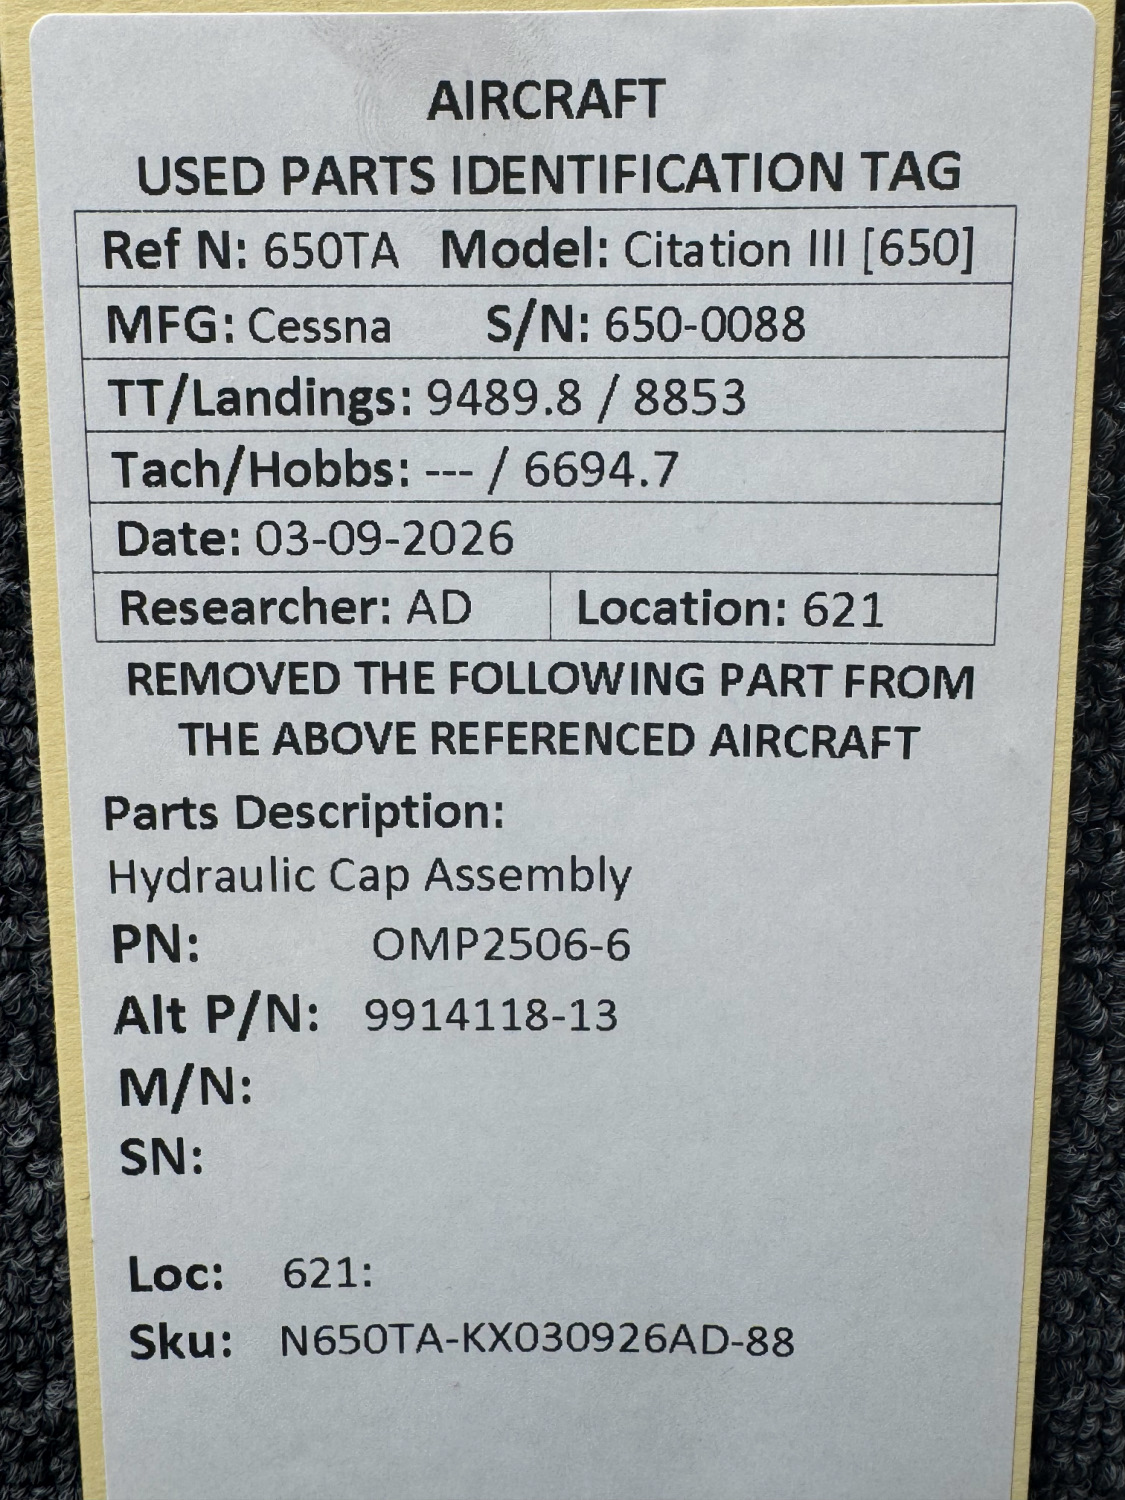 AIRCRAFT
USED PARTS IDENTIFICATION TAG
Ref N: 650TA Model: Citation III [650]
MFG: Cessna S/N: 650-0088
TT/Landings: 9489.8 / 8853
Tach/Hobbs: --- / 6694.7
Date: 03-09-2026
Researcher: AD Location: 621
REMOVED THE FOLLOWING PART FROM
THE ABOVE REFERENCED AIRCRAFT
Parts Description:
Hydraulic Cap Assembly
PN: OMP2506-6
Alt P/N: 9914118-13
M/N:
SN:
Loc: 621:
Sku: N650TA-KX030926AD-88